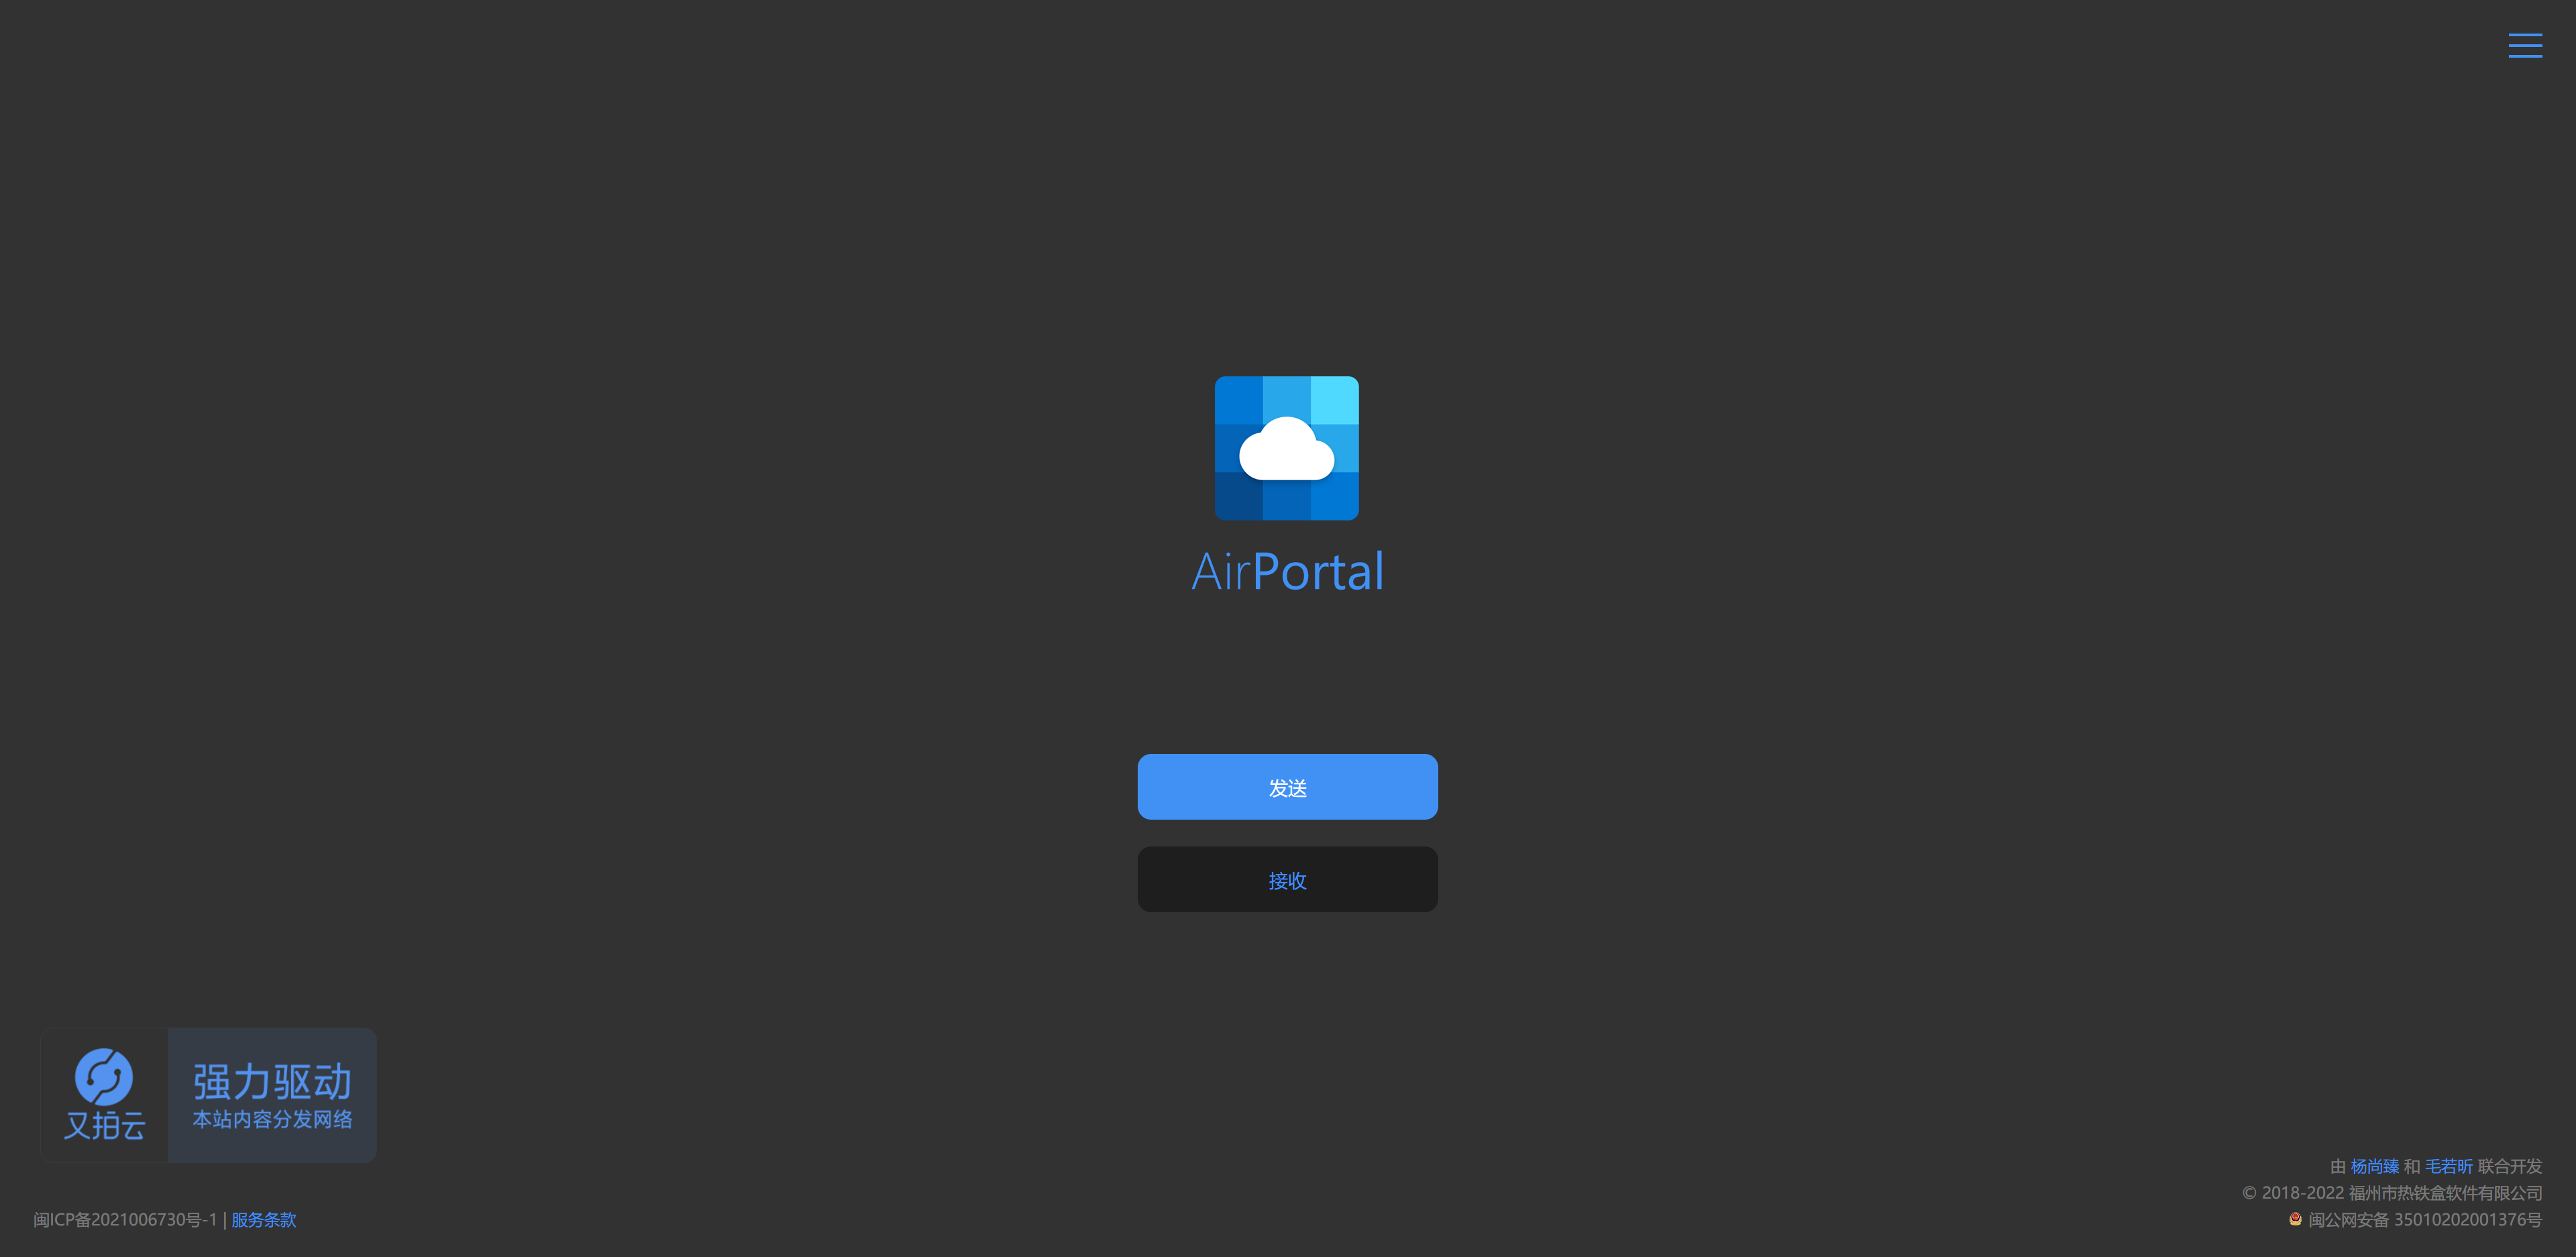 AirPortal
发送
接收
又拍云
强力驱动
本站内容分发网络
闽ICP备2021006730号-1 | 服务条款
由 杨尚臻 和 毛若昕 联合开发
© 2018-2022 福州市热铁盒软件有限公司
闽公网安备 35010202001376号